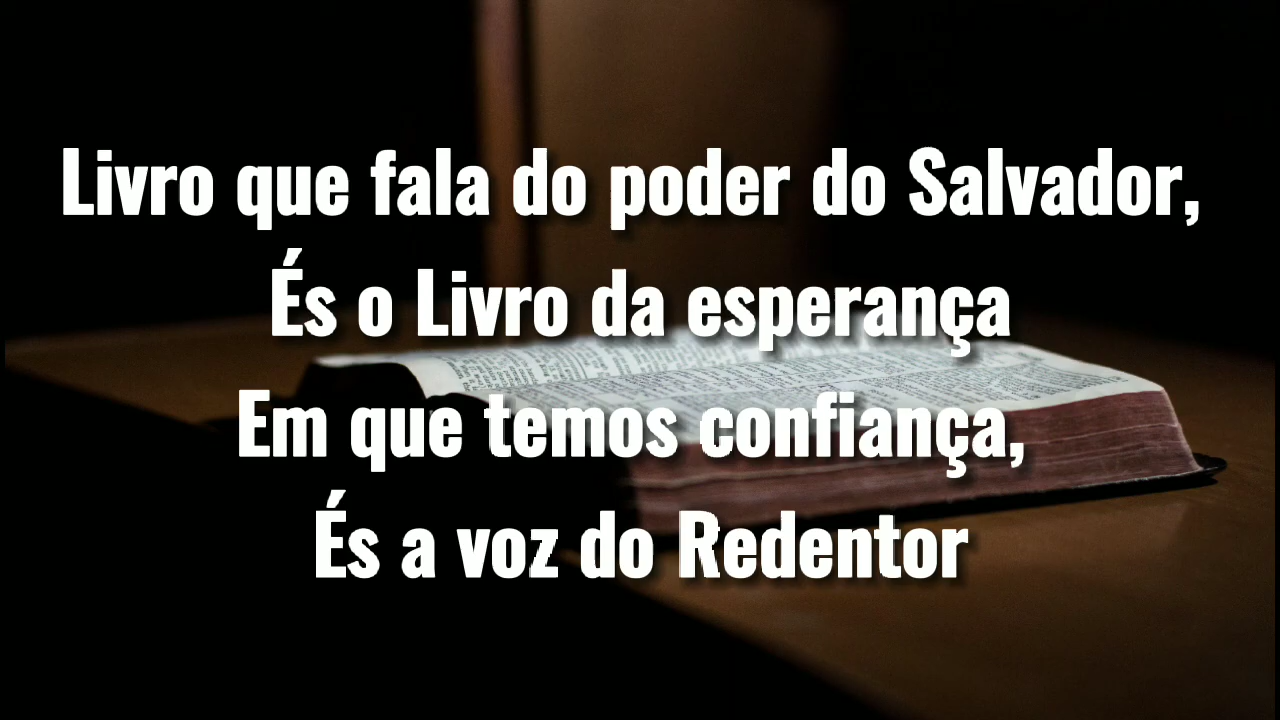 Livro que fala do poder do Salvador,
És o Livro da esperança
Em que temos confiança,
És a voz do Redentor